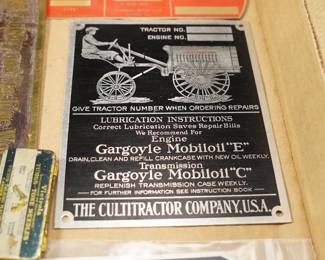 TRACTOR NO.
ENGINE NO.
GIVE TRACTOR NUMBER WHEN ORDERING REPAIRS
LUBRICATION INSTRUCTIONS
Correct Lubrication Saves Repair Bills
We Recommend For
Engine
Gargoyle Mobiloil "E"
DRAIN, CLEAN AND REFILL CRANKCASE WITH NEW OIL WEEKLY.
Transmission
Gargoyle Mobiloil "C"
REPLENISH TRANSMISSION CASE WEEKLY.
FOR FURTHER INFORMATION SEE INSTRUCTION BOOK
THE CULTITRACTOR COMPANY, U.S.A.